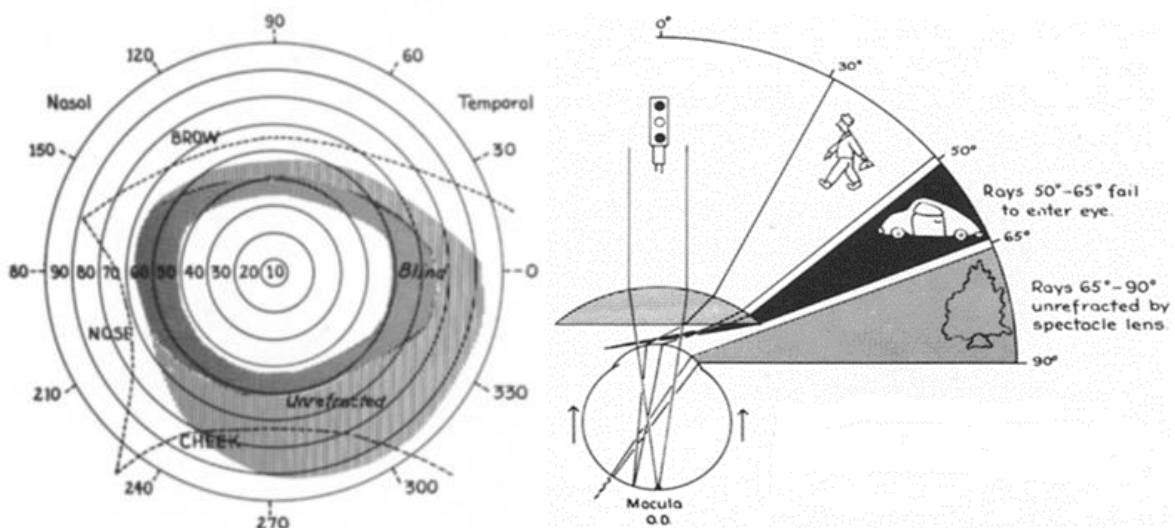 90
120
60
Nasal
Temporal
BROW
150
30
80 90 80 70 60 50 40 30 20 10
Blind
0
NOSE
210
Unrefracted
330
CHEEK
240
300
270
0°
30°
50°
Rays 50°-65° fail
to enter eye.
65°
Rays 65°-90°
unrefracted by
spectacle lens.
90°
Macula
O.D.